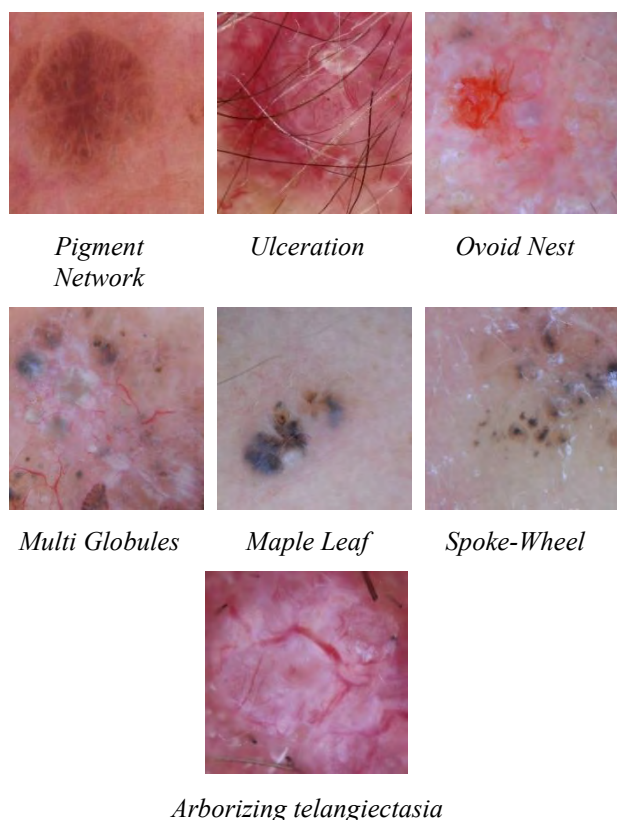 Pigment
Network
Ulceration
Ovoid Nest
Multi Globules
Maple Leaf
Spoke-Wheel
Arborizing telangiectasia